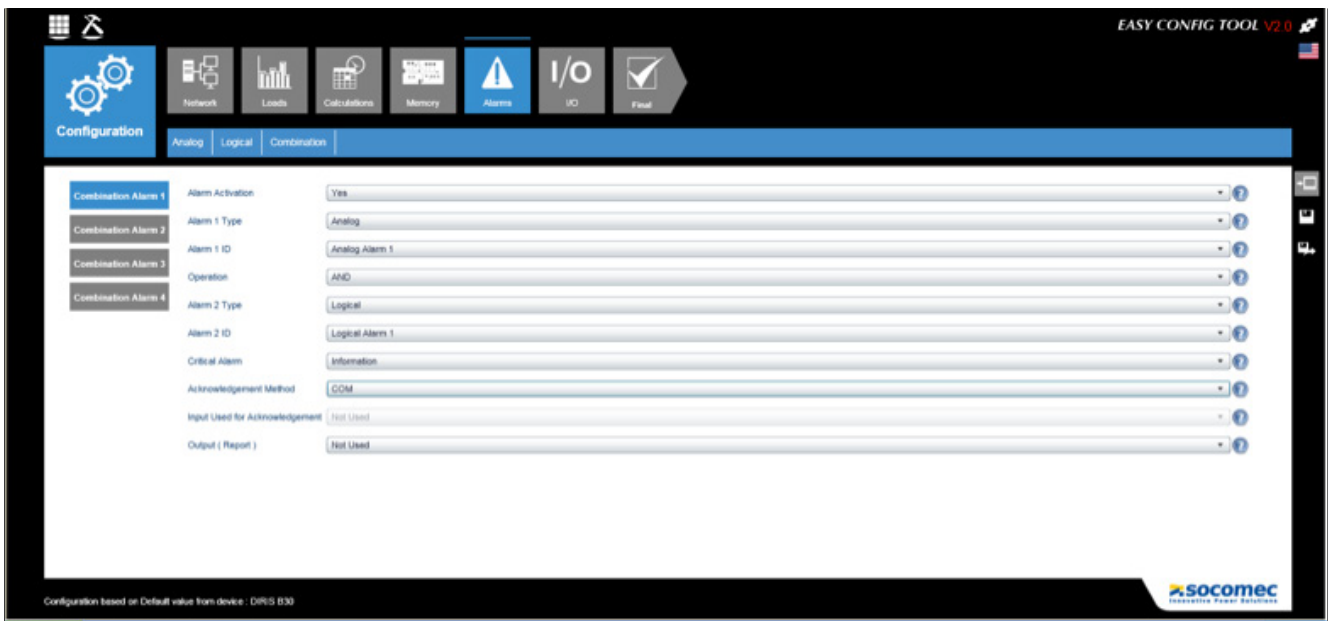 EASY CONFIG TOOL V2.0
Configuration
Network
Loads
Calculations
Memory
Alarms
I/O
I/O
Final
Analog
Logical
Combination
Combination Alarm 1
Combination Alarm 2
Combination Alarm 3
Combination Alarm 4
Alarm Activation Yes
Alarm 1 Type Analog
Alarm 1 ID Analog Alarm 1
Operation AND
Alarm 2 Type Logical
Alarm 2 ID Logical Alarm 1
Critical Alarm Information
Acknowledgement Method COM
Input Used for Acknowledgement Not Used
Output ( Report ) Not Used
Configuration based on Default value from device : DIRIS B30
socomec
Innovative Power Solutions